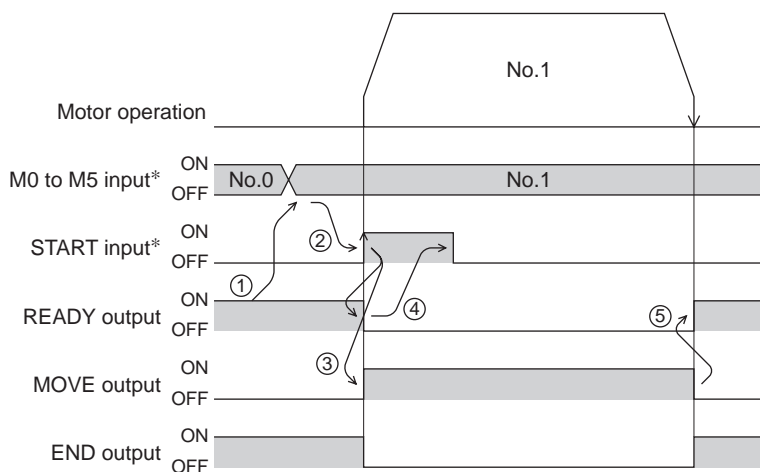 No.1
Motor operation
M0 to M5 input*
ON
OFF
No.0
No.1
START input*
ON
OFF
②
①
READY output
ON
OFF
④
⑤
③
MOVE output
ON
OFF
END output
ON
OFF